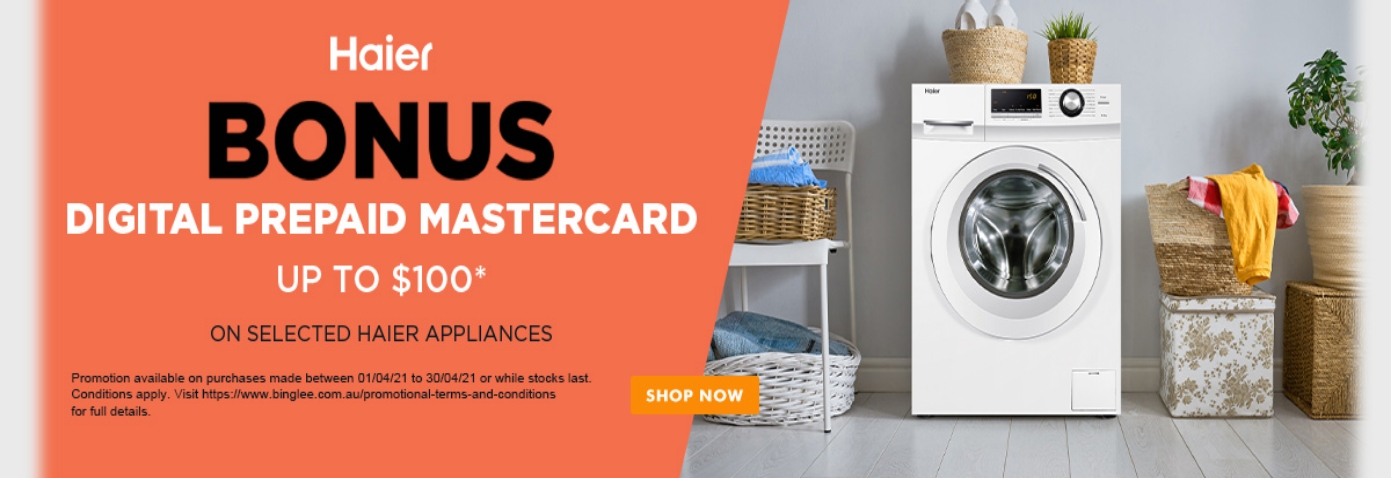 Haier
BONUS
DIGITAL PREPAID MASTERCARD
UP TO $100*
ON SELECTED HAIER APPLIANCES
Promotion available on purchases made between 01/04/21 to 30/04/21 or while stocks last.
Conditions apply. Visit https://www.binglee.com.au/promotional-terms-and-conditions
for full details.
SHOP NOW
Haier